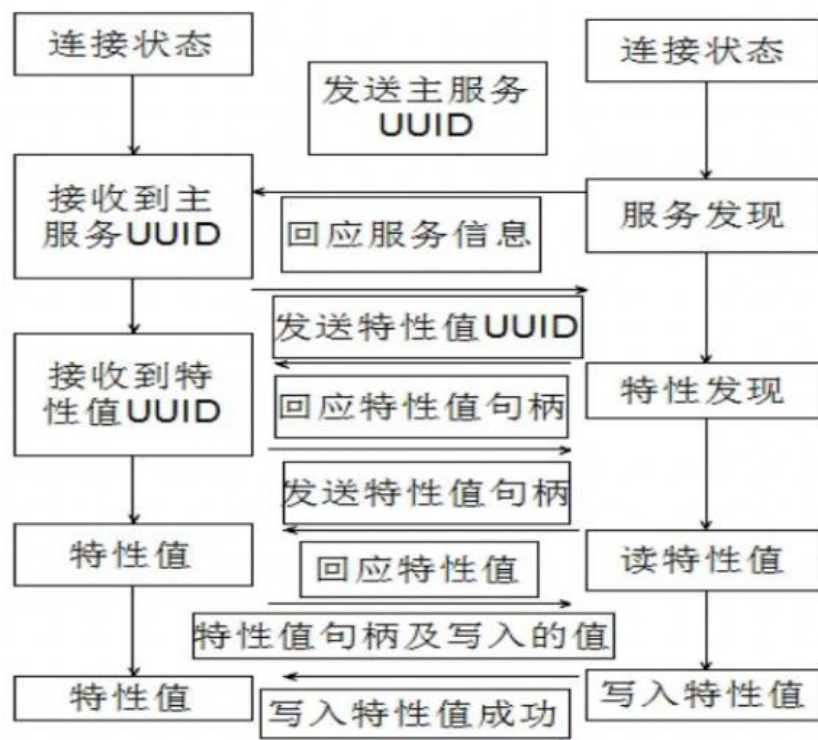 连接状态
连接状态
发送主服务
UUID
接收到主
服务UUID
服务发现
回应服务信息
发送特性值UUID
接收到特
性值UUID
特性发现
回应特性值句柄
发送特性值句柄
特性值
读特性值
回应特性值
特性值句柄及写入的值
特性值
写入特性值
写入特性值成功